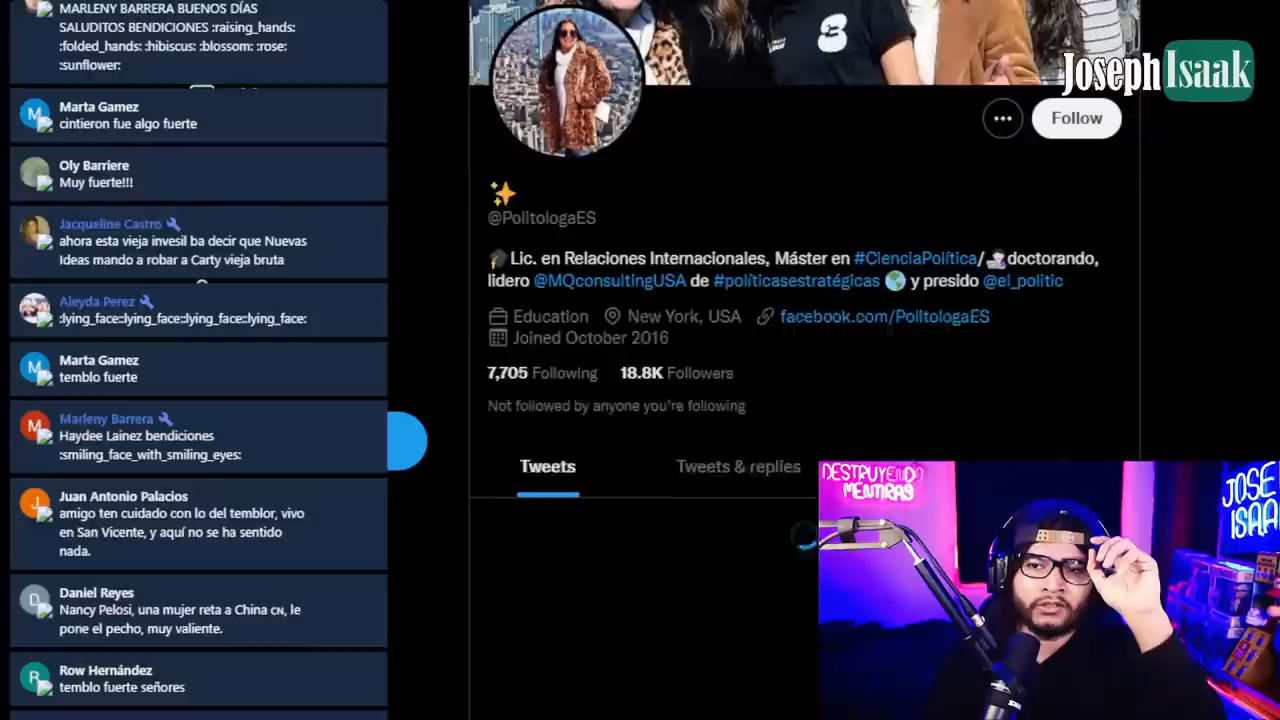 MARLENY BARRERA BUENOS DÍAS
SALUDITOS BENDICIONES :raising_hands:
:folded_hands: :hibiscus: :blossom: :rose:
:sunflower:
Marta Gamez
cintieron fue algo fuerte
Oly Barriere
Muy fuerte!!!
Jacqueline Castro
ahora esta vieja invesil ba decir que Nuevas
Ideas mando a robar a Carty vieja bruta
Aleyda Perez
:lying_face::lying_face::lying_face::lying_face:
Marta Gamez
temblo fuerte
Marleny Barrera
Haydee Lainez bendiciones
:smiling_face_with_smiling_eyes:
Juan Antonio Palacios
amigo ten cuidado con lo del temblor, vivo
en San Vicente, y aquí no se ha sentido
nada.
Daniel Reyes
Nancy Pelosi, una mujer reta a China CN, le
pone el pecho, muy valiente.
Row Hernández
temblo fuerte señores
Joseph Isaak
Follow
@PolitologaES
Lic. en Relaciones Internacionales, Máster en #CienciaPolítica/ doctorando,
lidero @MQconsultingUSA de #políticasestratégicas y presido @el_politic
Education New York, USA facebook.com/PolitologaES
Joined October 2016
7,705 Following 18.8K Followers
Not followed by anyone you're following
Tweets Tweets & replies
DESTRUYENDO
MENTIRAS
JOSE
ISAA